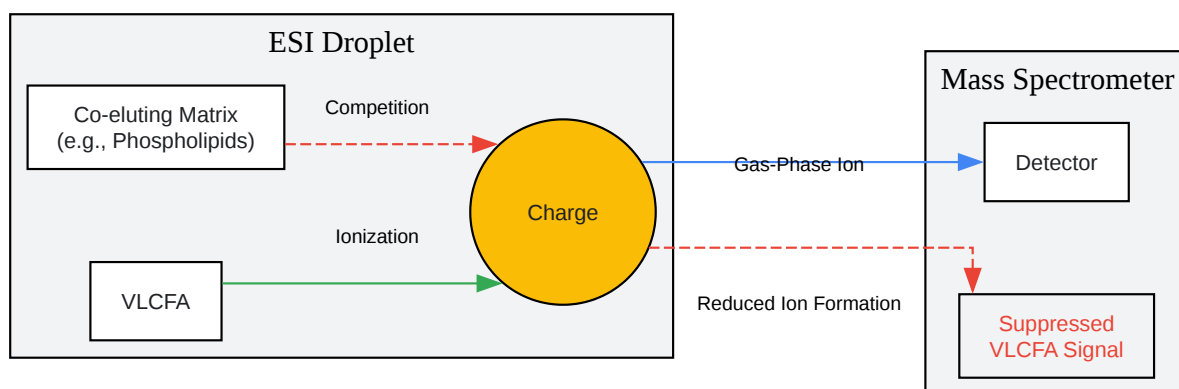 ESI Droplet
Co-eluting Matrix
(e.g., Phospholipids)
Competition
Charge
Ionization
VLCFA
Gas-Phase Ion
Reduced Ion Formation
Mass Spectrometer
Detector
Suppressed
VLCFA Signal